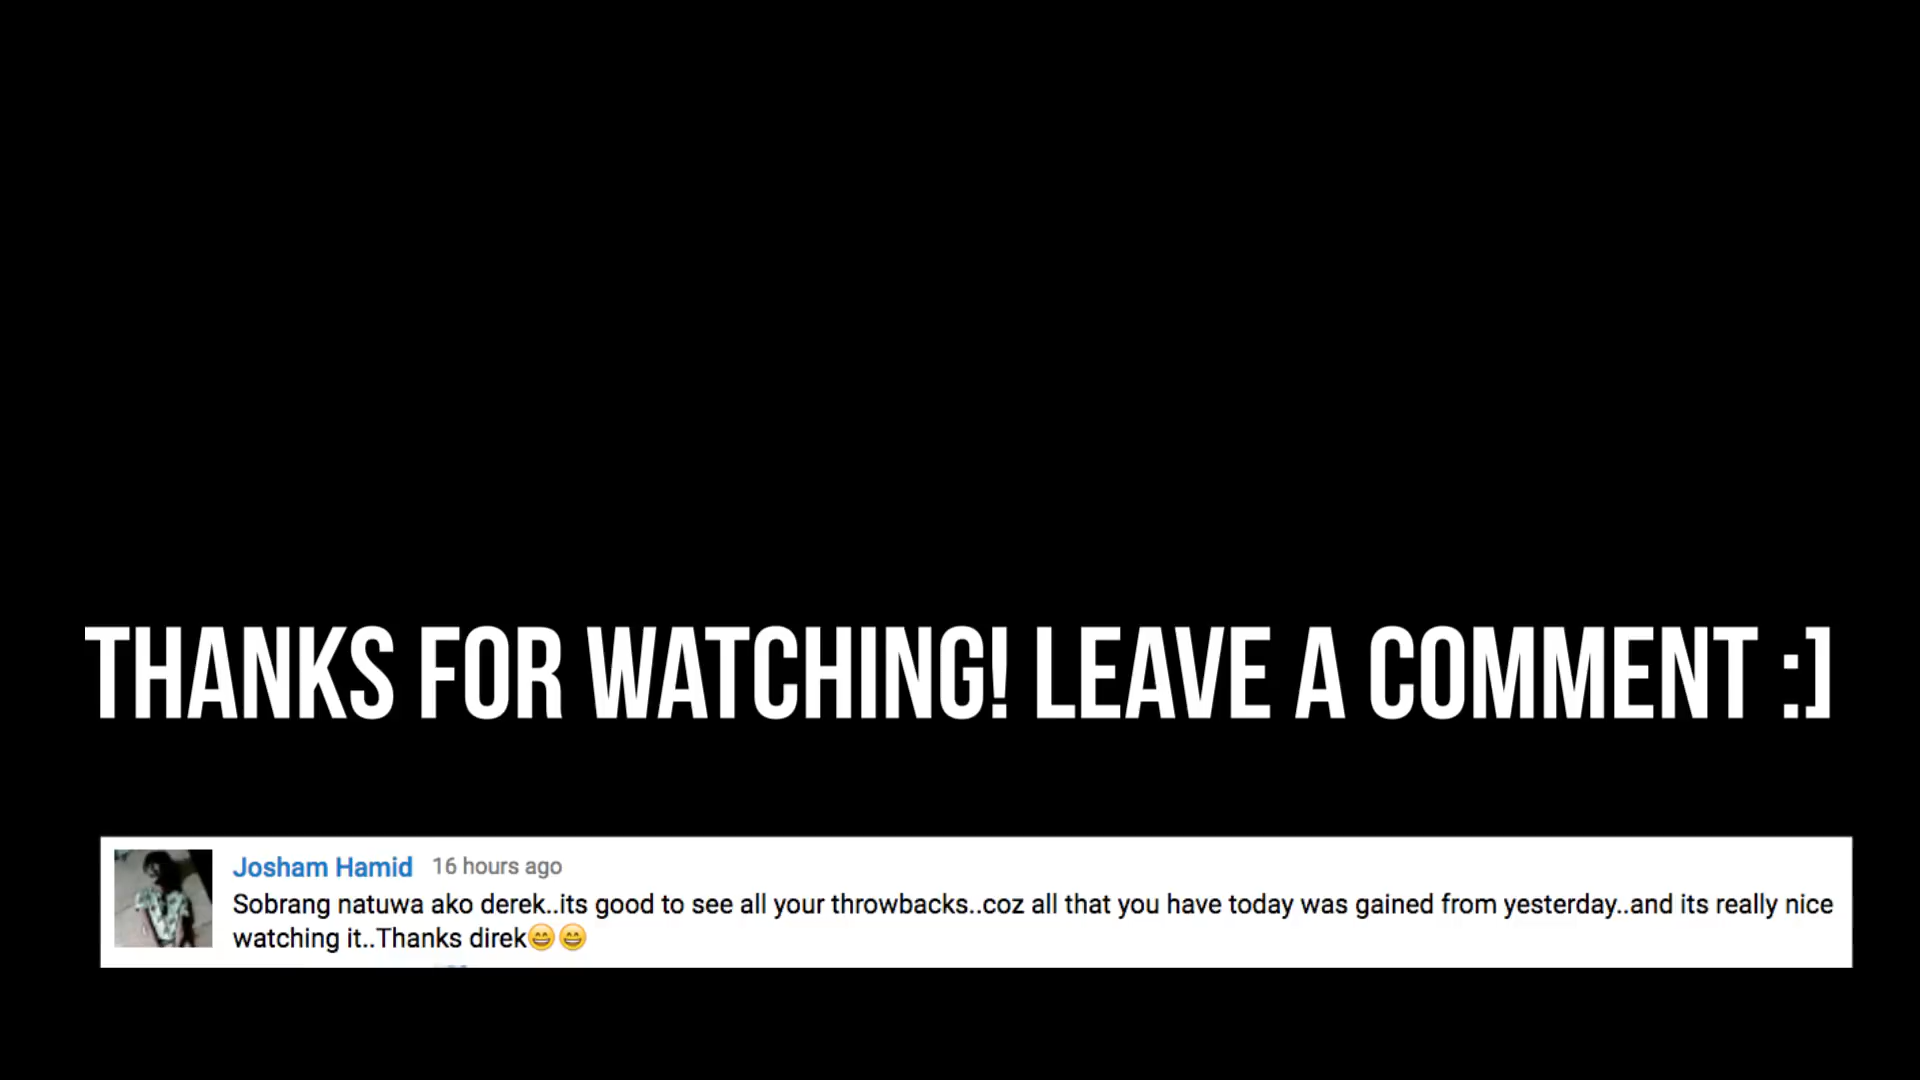 THANKS FOR WATCHING! LEAVE A COMMENT :]
Josham Hamid 16 hours ago
Sobrang natuwa ako derek..its good to see all your throwbacks..coz all that you have today was gained from yesterday..and its really nice
watching it..Thanks direk😄😄